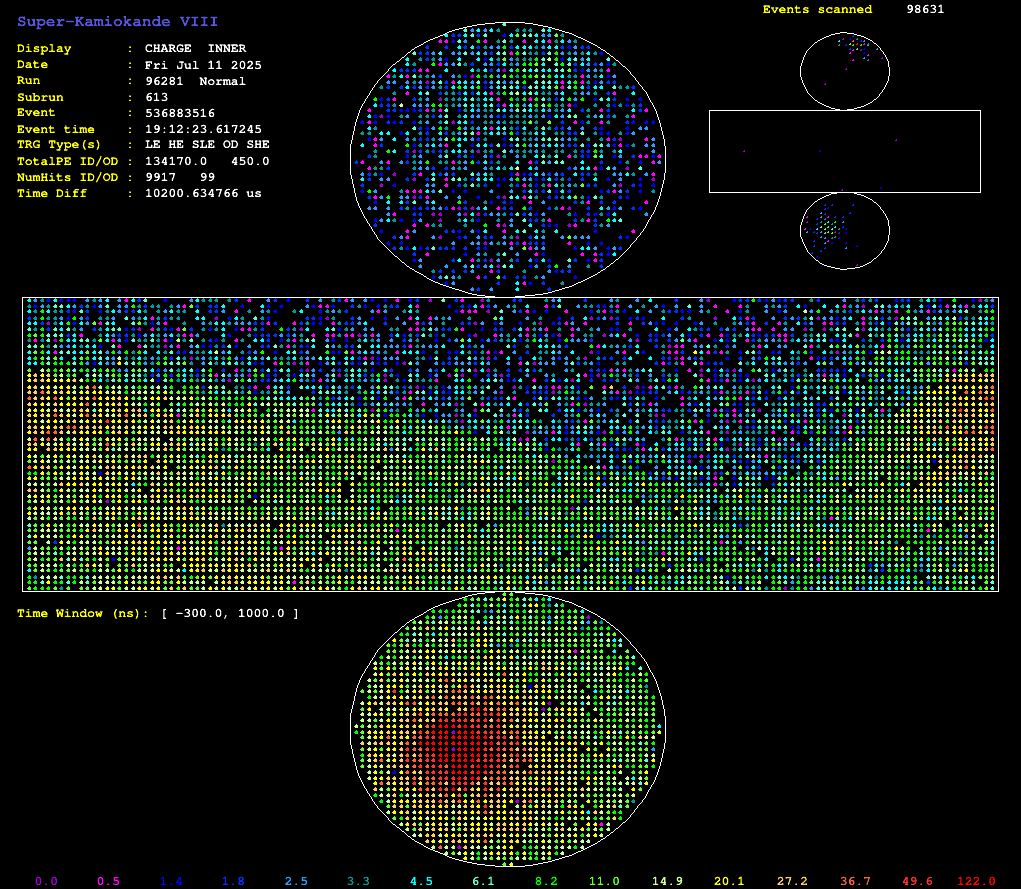 Super-Kamiokande VIII
Events scanned 98631
Display : CHARGE INNER
Date : Fri Jul 11 2025
Run : 96281 Normal
Subrun : 613
Event : 536883516
Event time : 19:12:23.617245
TRG Type(s) : LE HE SLE OD SHE
TotalPE ID/OD : 134170.0 450.0
NumHits ID/OD : 9917 99
Time Diff : 10200.634766 us
Time Window (ns): [ -300.0, 1000.0 ]
0.0 0.5 1.4 1.8 2.5 3.3 4.5 6.1 8.2 11.0 14.9 20.1 27.2 36.7 49.6 122.0